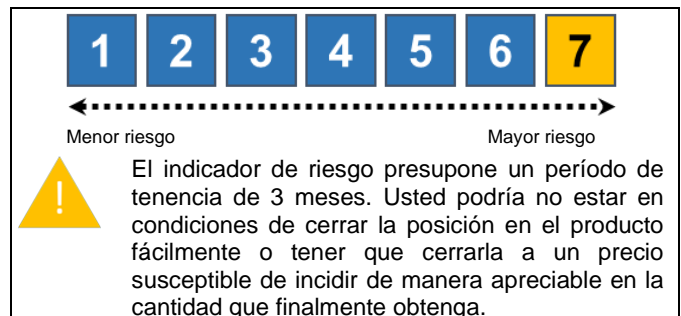 1 2 3 4 5 6 7
Menor riesgo Mayor riesgo
!
El indicador de riesgo presupone un período de
tenencia de 3 meses. Usted podría no estar en
condiciones de cerrar la posición en el producto
fácilmente o tener que cerrarla a un precio
susceptible de incidir de manera apreciable en la
cantidad que finalmente obtenga.